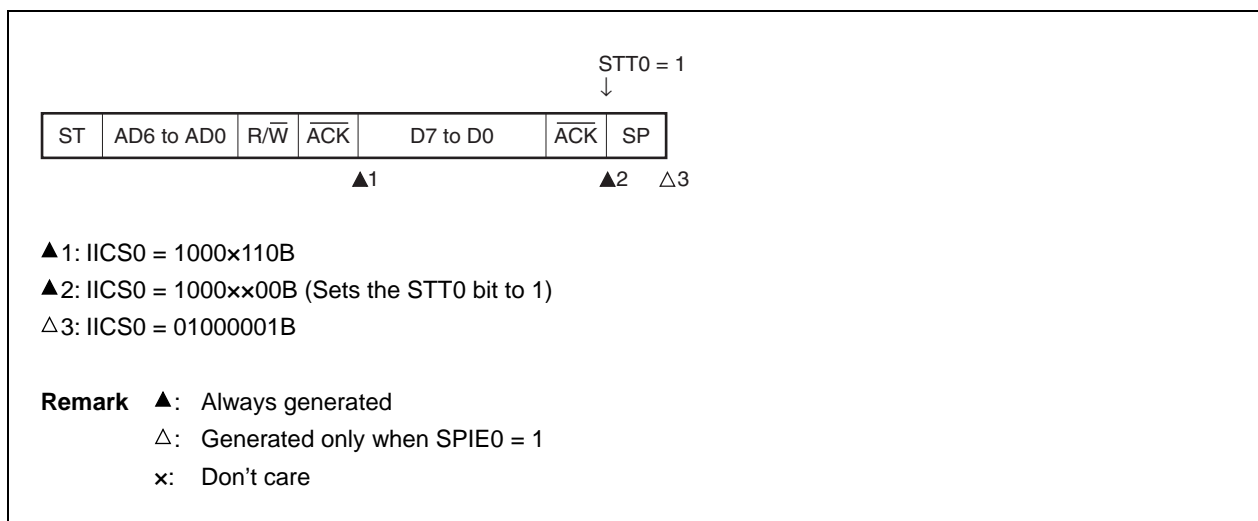 STT0 = 1
↓
ST AD6 to AD0 R/W̅ A̅C̅K̅ D7 to D0 A̅C̅K̅ SP
▲1 ▲2 △3
▲1: IICS0 = 1000×110B
▲2: IICS0 = 1000××00B (Sets the STT0 bit to 1)
△3: IICS0 = 01000001B
Remark ▲: Always generated
△: Generated only when SPIE0 = 1
×: Don't care